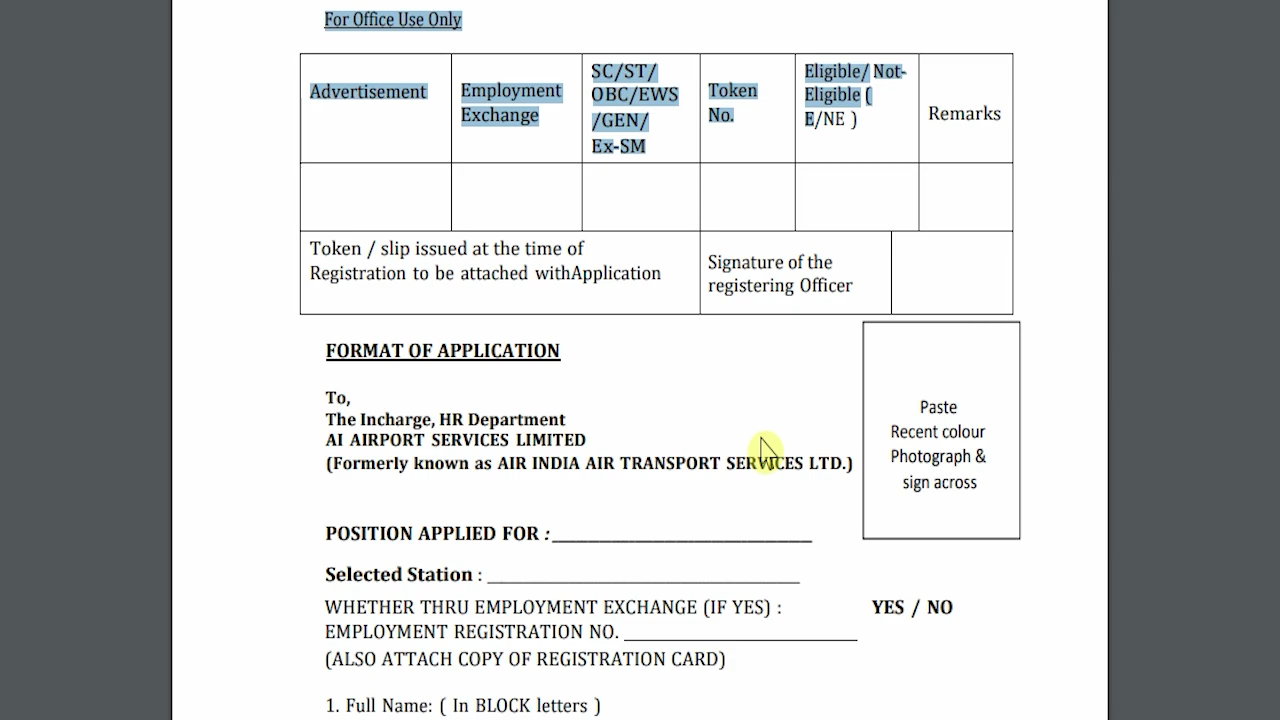 For Office Use Only
Advertisement
Employment
Exchange
SC/ST/
OBC/EWS
/GEN/
Ex-SM
Token
No.
Eligible/ Not-
Eligible (
E/NE )
Remarks
Token / slip issued at the time of
Registration to be attached withApplication
Signature of the
registering Officer
FORMAT OF APPLICATION
To,
The Incharge, HR Department
AI AIRPORT SERVICES LIMITED
(Formerly known as AIR INDIA AIR TRANSPORT SERVICES LTD.)
Paste
Recent colour
Photograph &
sign across
POSITION APPLIED FOR : ____________________________
Selected Station : ____________________________
WHETHER THRU EMPLOYMENT EXCHANGE (IF YES) : YES / NO
EMPLOYMENT REGISTRATION NO. ______________________
(ALSO ATTACH COPY OF REGISTRATION CARD)
1. Full Name: ( In BLOCK letters )